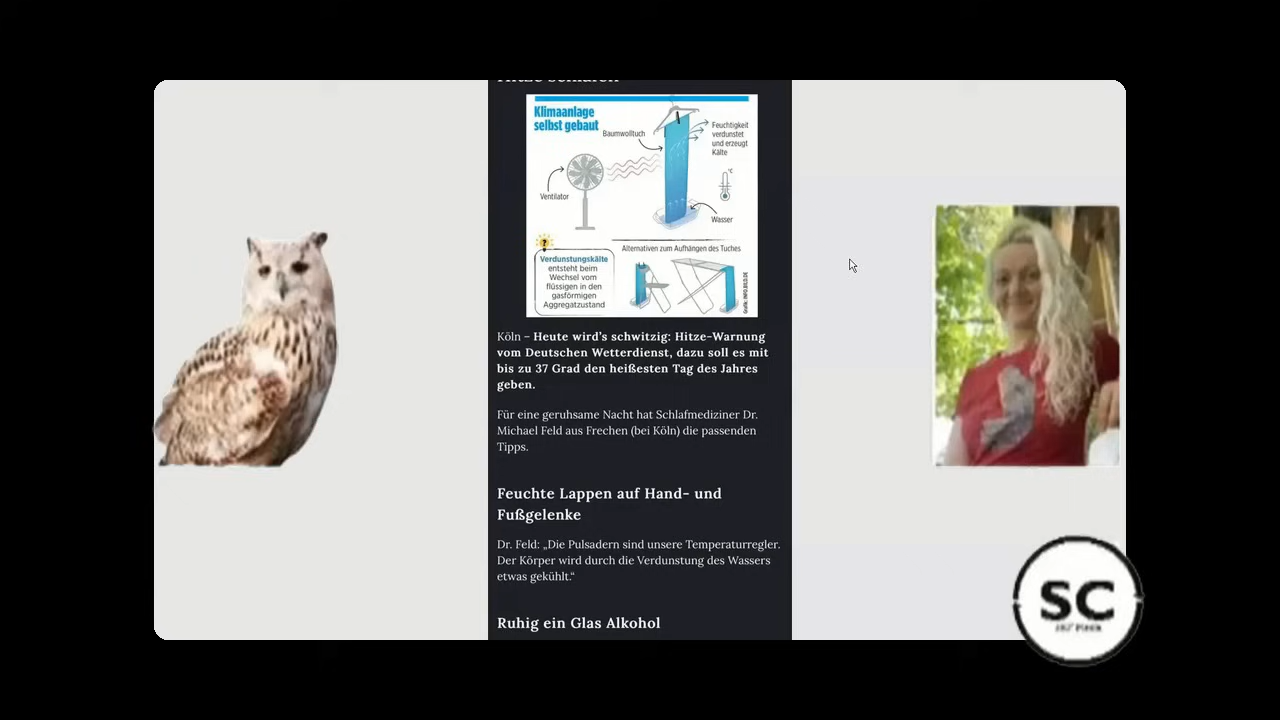 Klimaanlage
selbst gebaut
Baumwolltuch
Feuchtigkeit
verdunstet
und erzeugt
Kälte
°C
Ventilator
Wasser
?
Alternativen zum Aufhängen des Tuches
Verdunstungskälte
entsteht beim
Wechsel vom
flüssigen in den
gasförmigen
Aggregatzustand
Grafik: INFO.BILD.DE
Köln – Heute wird's schwitzig: Hitze-Warnung
vom Deutschen Wetterdienst, dazu soll es mit
bis zu 37 Grad den heißesten Tag des Jahres
geben.
Für eine geruhsame Nacht hat Schlafmediziner Dr.
Michael Feld aus Frechen (bei Köln) die passenden
Tipps.
Feuchte Lappen auf Hand- und
Fußgelenke
Dr. Feld: „Die Pulsadern sind unsere Temperaturregler.
Der Körper wird durch die Verdunstung des Wassers
etwas gekühlt.“
Ruhig ein Glas Alkohol
SC